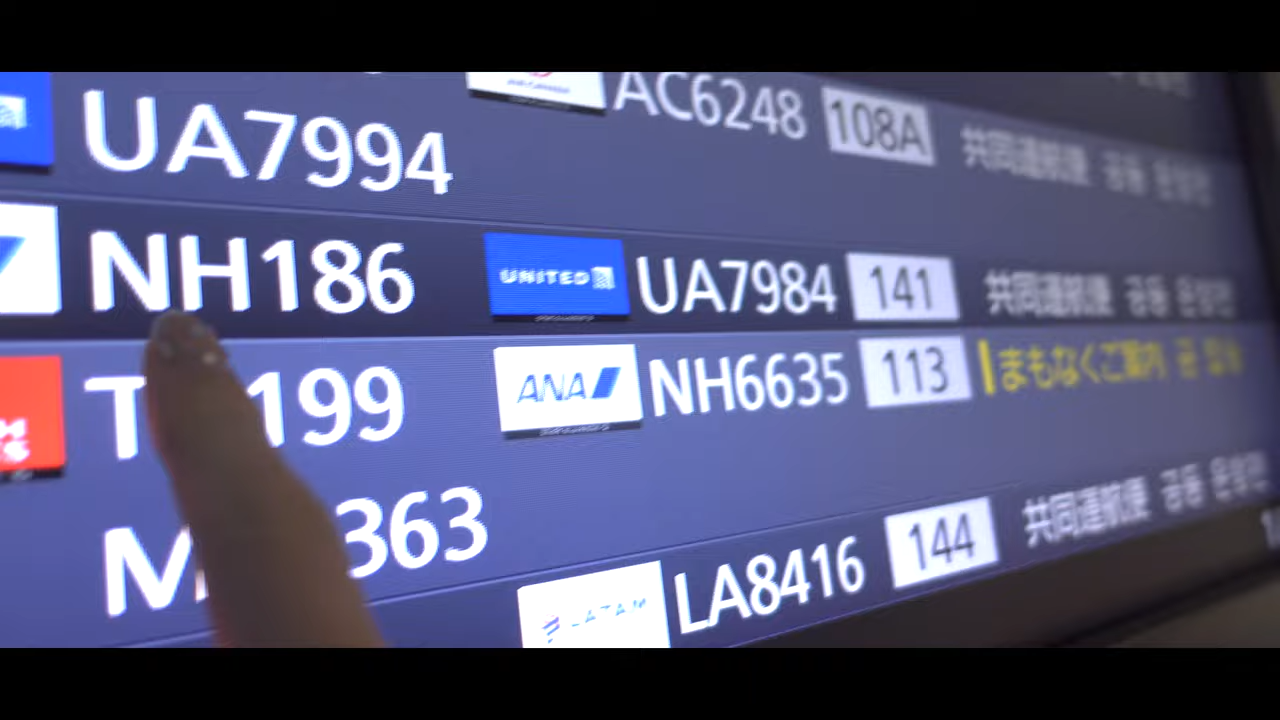 AC6248 108A 共同運航便
UA7994
NH186 UNITED UA7984 141 共同運航便
199 ANA NH6635 113 まもなくご案内
363
LATAM LA8416 144 共同運航便